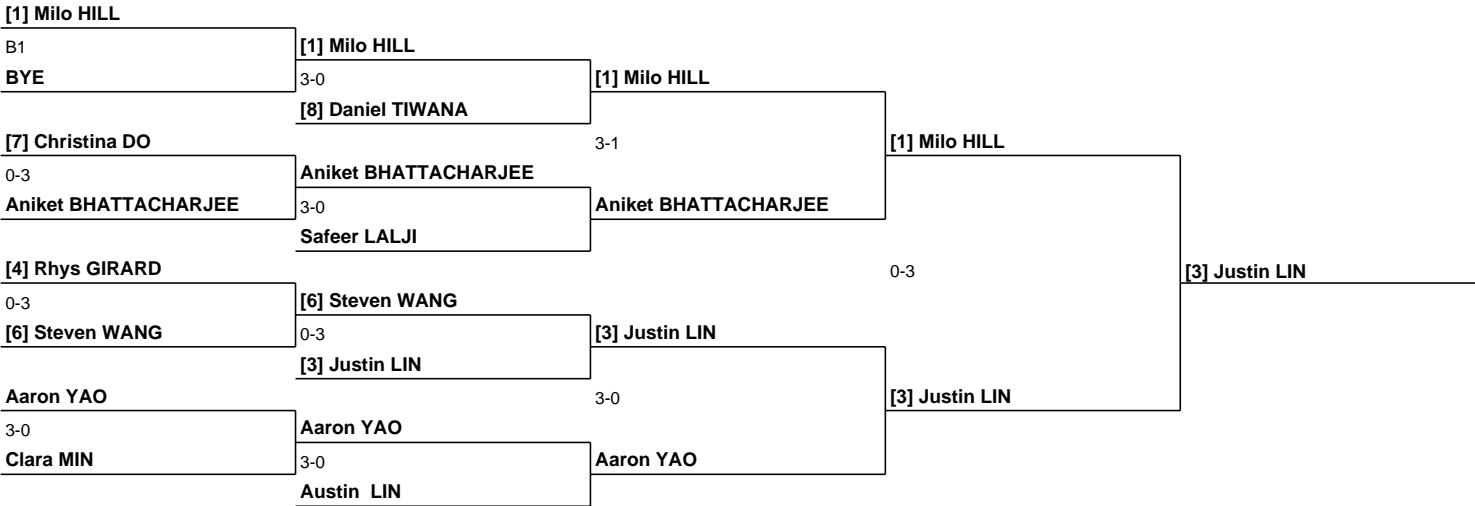 [1] Milo HILL
B1
BYE
[7] Christina DO
0-3
Aniket BHATTACHARJEE
[4] Rhys GIRARD
0-3
[6] Steven WANG
Aaron YAO
3-0
Clara MIN
[1] Milo HILL
3-0
[8] Daniel TIWANA
Aniket BHATTACHARJEE
3-0
Safeer LALJI
[6] Steven WANG
0-3
[3] Justin LIN
Aaron YAO
3-0
Austin LIN
[1] Milo HILL
3-1
Aniket BHATTACHARJEE
[3] Justin LIN
3-0
Aaron YAO
[1] Milo HILL
0-3
[3] Justin LIN
[3] Justin LIN